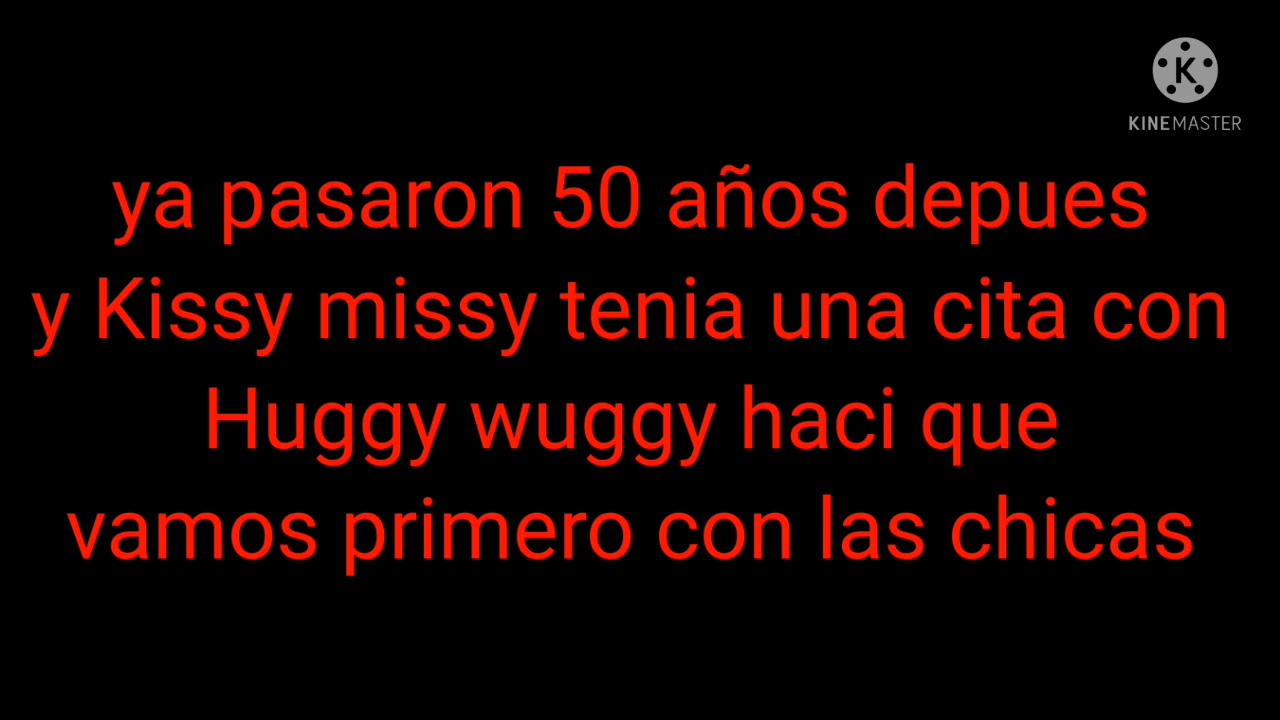 K
KINEMASTER
ya pasaron 50 años depues
y Kissy missy tenia una cita con
Huggy wuggy haci que
vamos primero con las chicas